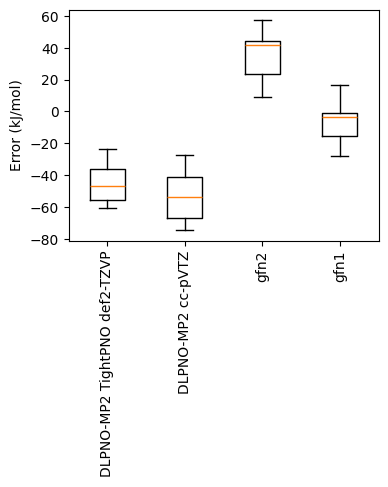 Error (kJ/mol)
60
40
20
0
−20
−40
−60
−80
DLPNO-MP2 TightPNO def2-TZVP
DLPNO-MP2 cc-pVTZ
gfn2
gfn1